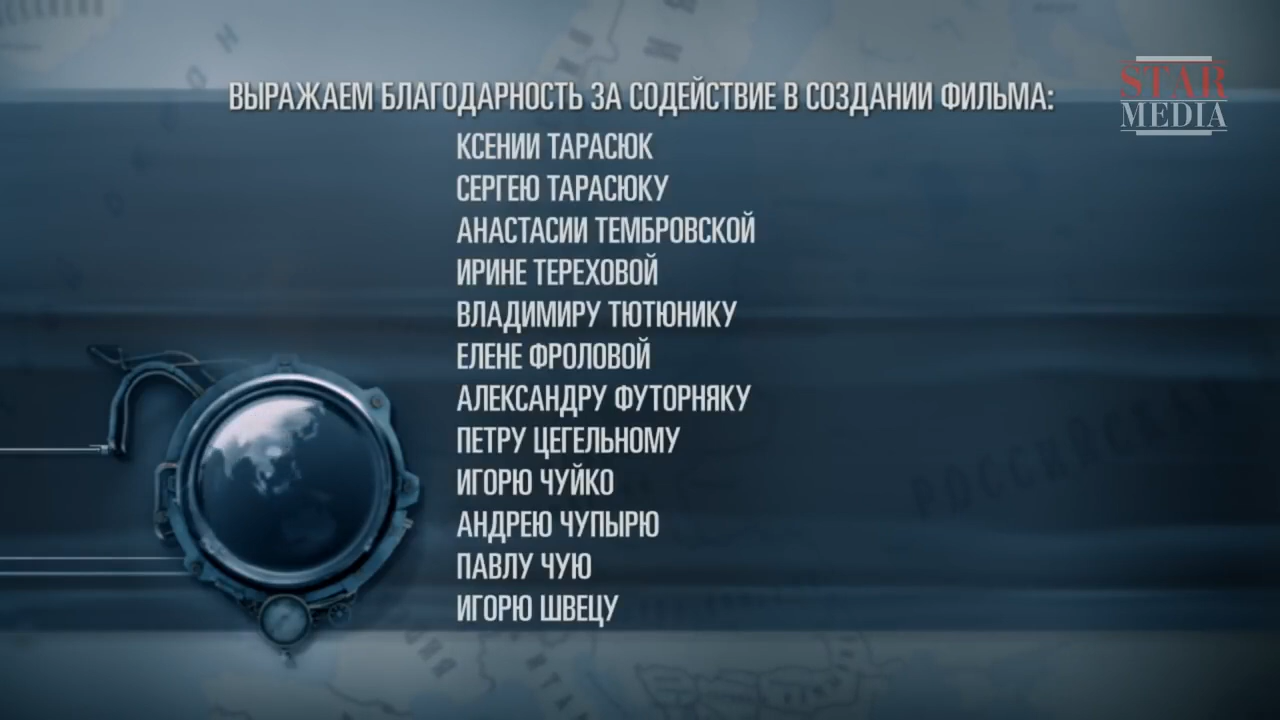 ВЫРАЖАЕМ БЛАГОДАРНОСТЬ ЗА СОДЕЙСТВИЕ В СОЗДАНИИ ФИЛЬМА:
STAR
MEDIA
КСЕНИИ ТАРАСЮК
СЕРГЕЮ ТАРАСЮКУ
АНАСТАСИИ ТЕМБРОВСКОЙ
ИРИНЕ ТЕРЕХОВОЙ
ВЛАДИМИРУ ТЮТЮНИКУ
ЕЛЕНЕ ФРОЛОВОЙ
АЛЕКСАНДРУ ФУТОРНЯКУ
ПЕТРУ ЦЕГЕЛЬНОМУ
ИГОРЮ ЧУЙКО
АНДРЕЮ ЧУПЫРЮ
ПАВЛУ ЧУЮ
ИГОРЮ ШВЕЦУ
РОССИЙСКАЯ